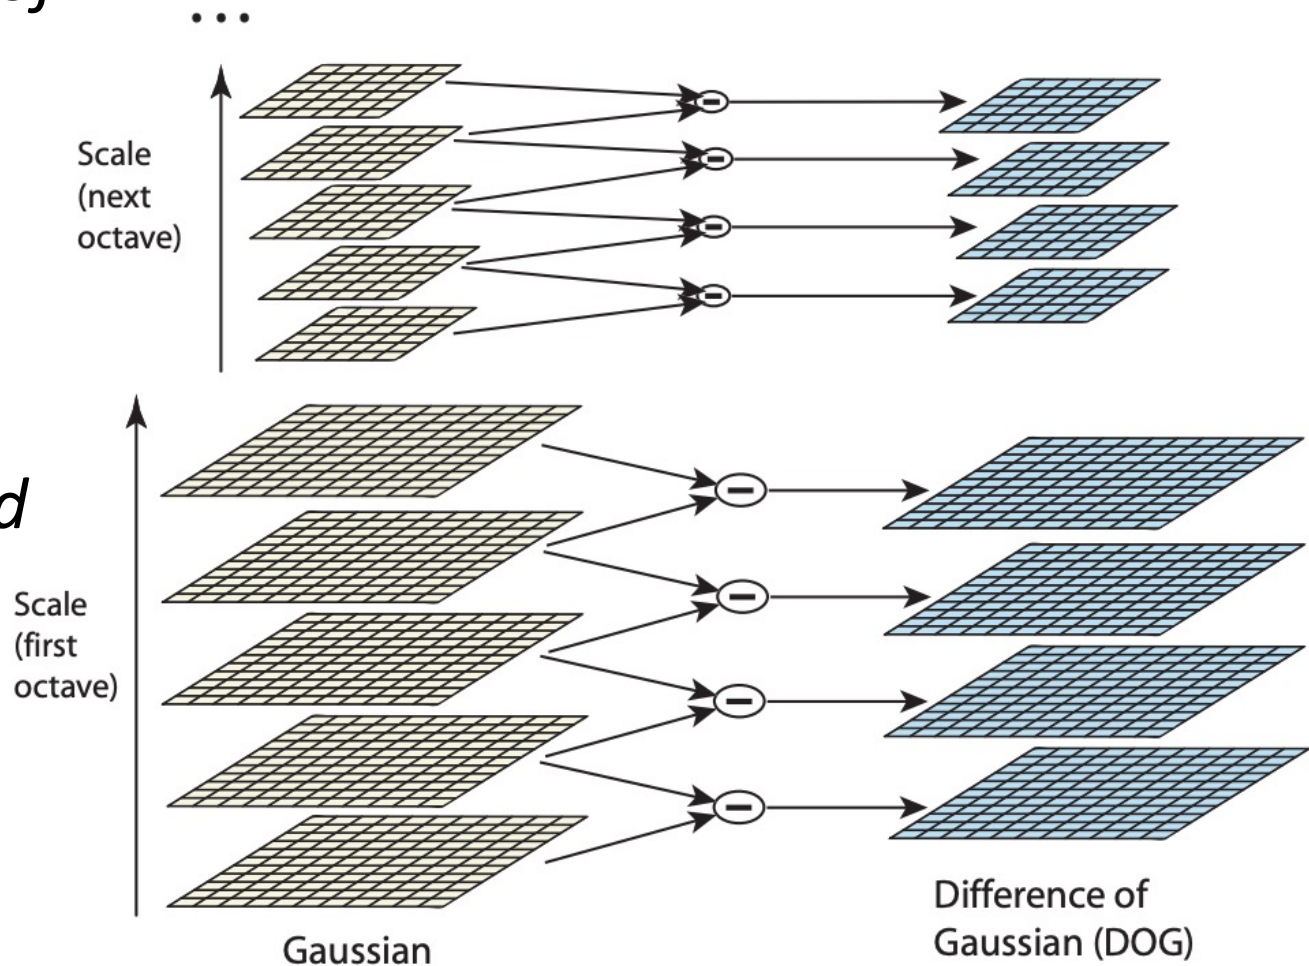 ...
Scale
(next
octave)
d
Scale
(first
octave)
Gaussian
Difference of
Gaussian (DOG)